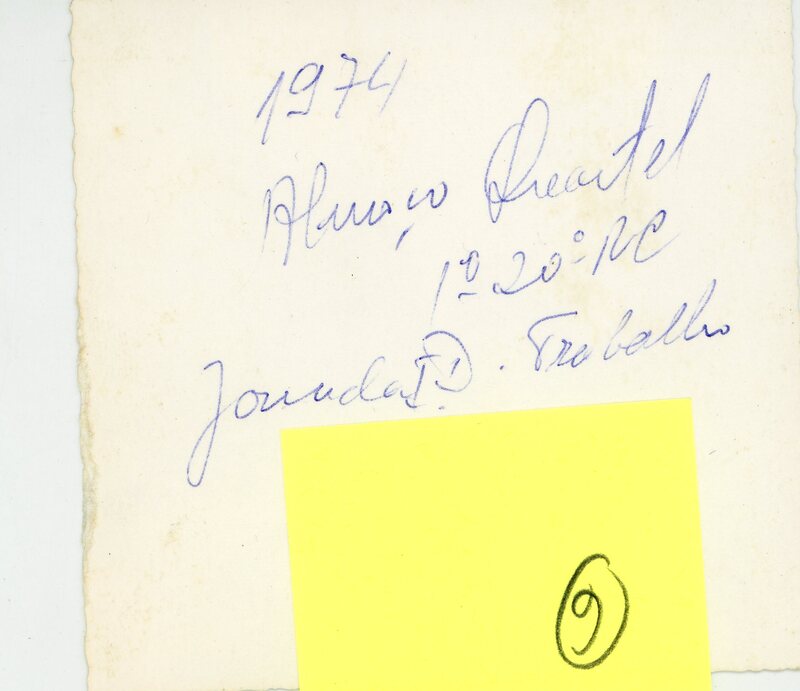 1974
Almoço Quartel
1º 20º RC
Jornada I.D. Trabalho
9